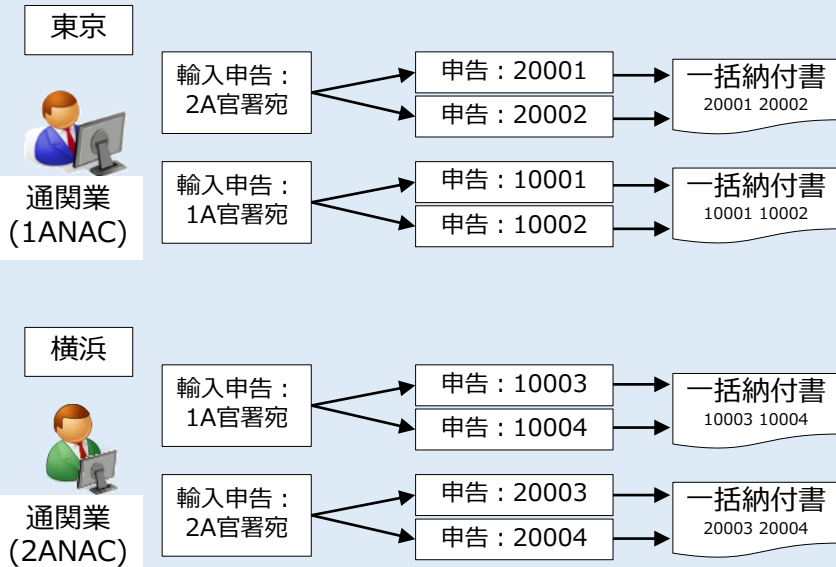 東京
輸入申告：
2A官署宛
申告：20001
申告：20002
一括納付書
20001 20002
通関業
(1ANAC)
輸入申告：
1A官署宛
申告：10001
申告：10002
一括納付書
10001 10002
横浜
輸入申告：
1A官署宛
申告：10003
申告：10004
一括納付書
10003 10004
通関業
(2ANAC)
輸入申告：
2A官署宛
申告：20003
申告：20004
一括納付書
20003 20004